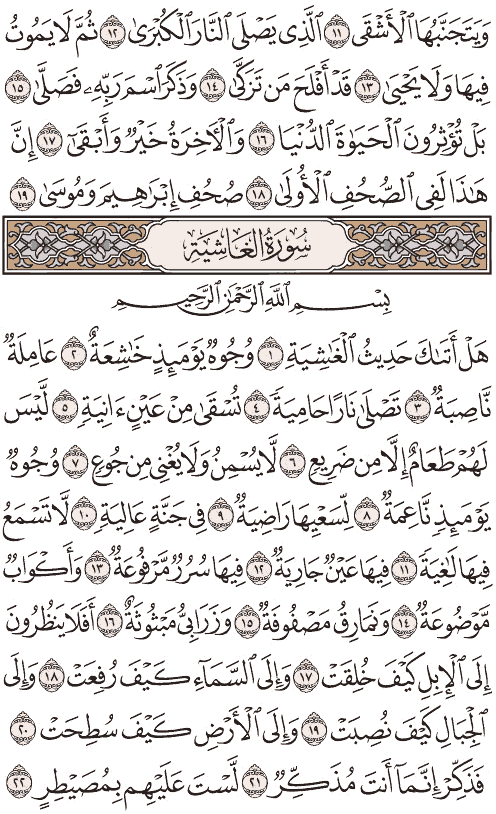 وَيَتَجَنَّبُهَا ٱلْأَشْقَى ١١ ٱلَّذِى يَصْلَى ٱلنَّارَ ٱلْكُبْرَىٰ ١٢ ثُمَّ لَا يَمُوتُ
فِيهَا وَلَا يَحْيَىٰ ١٣ قَدْ أَفْلَحَ مَن تَزَكَّىٰ ١٤ وَذَكَرَ ٱسْمَ رَبِّهِۦ فَصَلَّىٰ ١٥
بَلْ تُؤْثِرُونَ ٱلْحَيَوٰةَ ٱلدُّنْيَا ١٦ وَٱلْءَاخِرَةُ خَيْرٌ وَأَبْقَىٰٓ ١٧ إِنَّ
هَـٰذَا لَفِى ٱلصُّحُفِ ٱلْأُولَىٰ ١٨ صُحُفِ إِبْرَٰهِيمَ وَمُوسَىٰ ١٩
سُورَةُ الغَاشِيَةِ
بِسْمِ ٱللَّهِ ٱلرَّحْمَـٰنِ ٱلرَّحِيمِ
هَلْ أَتَىٰكَ حَدِيثُ ٱلْغَـٰشِيَةِ ١ وُجُوهٌ يَوْمَئِذٍ خَـٰشِعَةٌ ٢ عَامِلَةٌ
نَّاصِبَةٌ ٣ تَصْلَىٰ نَارًا حَامِيَةً ٤ تُسْقَىٰ مِنْ عَيْنٍ ءَانِيَةٍ ٥ لَّيْسَ
لَهُمْ طَعَامٌ إِلَّا مِن ضَرِيعٍ ٦ لَّا يُسْمِنُ وَلَا يُغْنِى مِن جُوعٍ ٧ وُجُوهٌ
يَوْمَئِذٍ نَّاعِمَةٌ ٨ لِّسَعْيِهَا رَاضِيَةٌ ٩ فِى جَنَّةٍ عَالِيَةٍ ١٠ لَّا تَسْمَعُ
فِيهَا لَـٰغِيَةً ١١ فِيهَا عَيْنٌ جَارِيَةٌ ١٢ فِيهَا سُرُرٌ مَّرْفُوعَةٌ ١٣ وَأَكْوَابٌ
مَّوْضُوعَةٌ ١٤ وَنَمَارِقُ مَصْفُوفَةٌ ١٥ وَزَرَابِىُّ مَبْثُوثَةٌ ١٦ أَفَلَا يَنظُرُونَ
إِلَى ٱلْإِبِلِ كَيْفَ خُلِقَتْ ١٧ وَإِلَى ٱلسَّمَآءِ كَيْفَ رُفِعَتْ ١٨ وَإِلَى
ٱلْجِبَالِ كَيْفَ نُصِبَتْ ١٩ وَإِلَى ٱلْأَرْضِ كَيْفَ سُطِحَتْ ٢٠
فَذَكِّرْ إِنَّمَآ أَنتَ مُذَكِّرٌ ٢١ لَّسْتَ عَلَيْهِم بِمُصَيْطِرٍ ٢٢